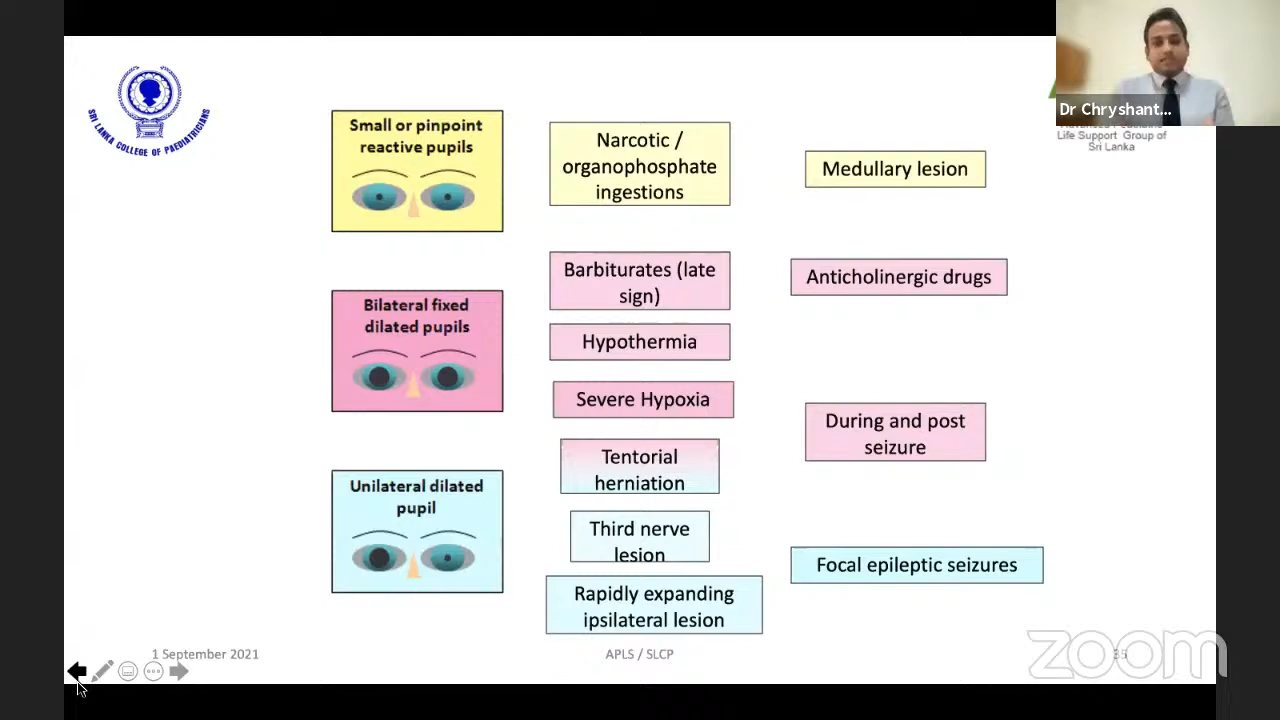 SRI LANKA COLLEGE OF PAEDIATRICIANS
Dr Chryshant...
Life Support Group of
Sri Lanka
Small or pinpoint
reactive pupils
Narcotic /
organophosphate
ingestions
Medullary lesion
Bilateral fixed
dilated pupils
Barbiturates (late
sign)
Anticholinergic drugs
Hypothermia
Severe Hypoxia
During and post
seizure
Unilateral dilated
pupil
Tentorial
herniation
Third nerve
lesion
Focal epileptic seizures
Rapidly expanding
ipsilateral lesion
1 September 2021
APLS / SLCP
35
zoom